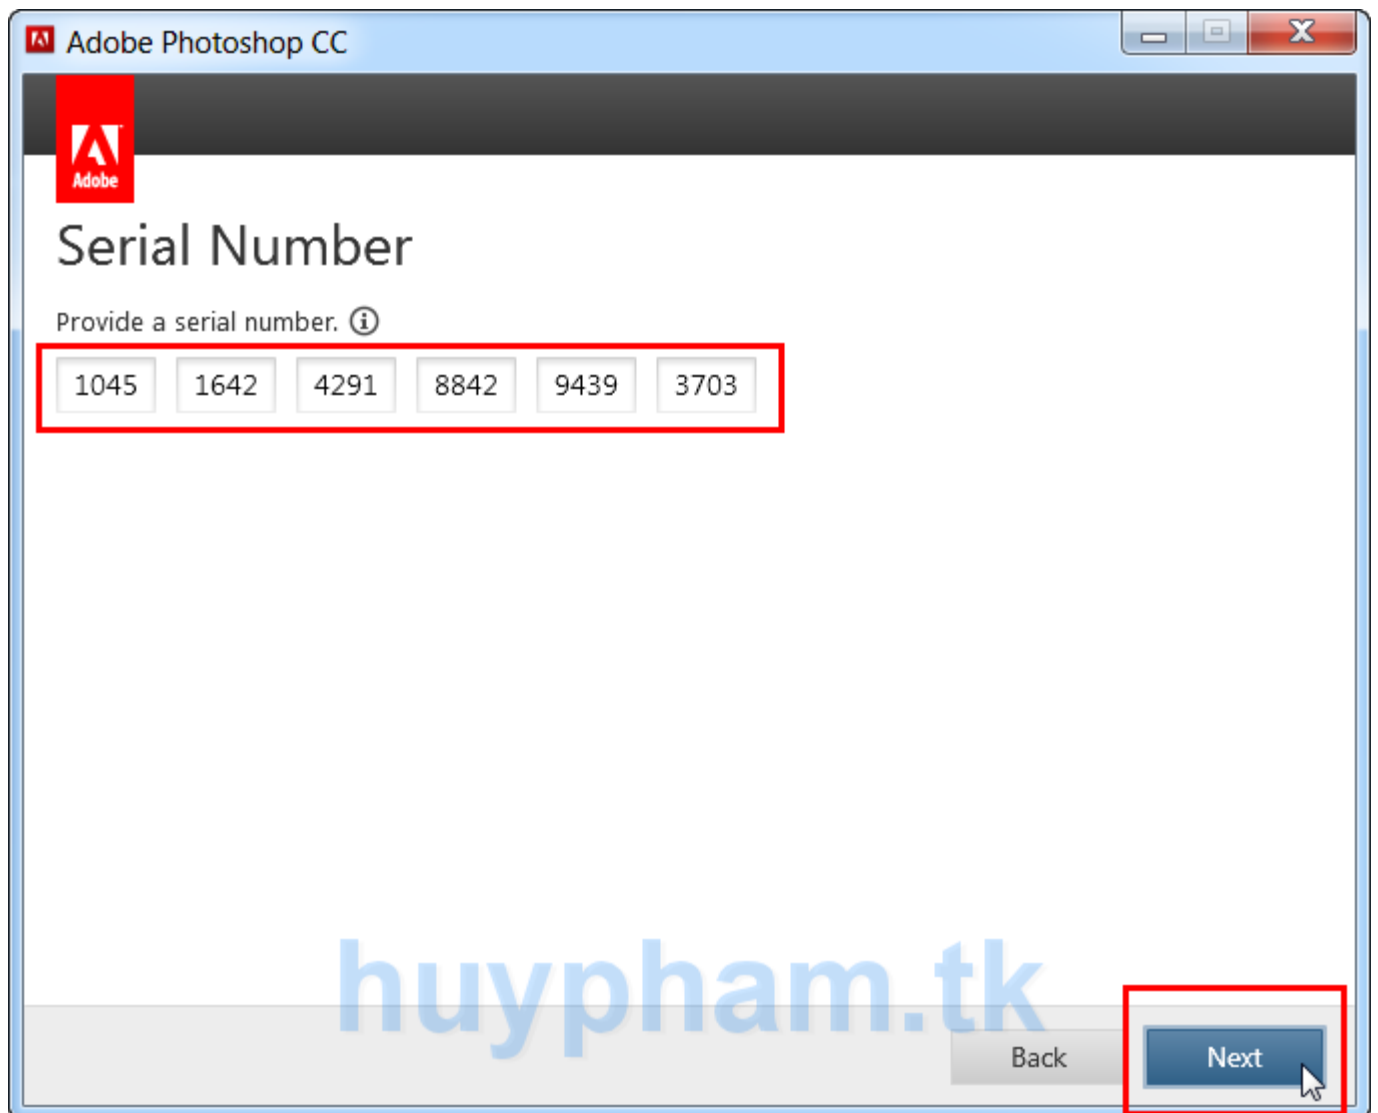 Adobe Photoshop CC
Adobe
Serial Number
Provide a serial number.
1045 1642 4291 8842 9439 3703
huypham.tk
Back Next